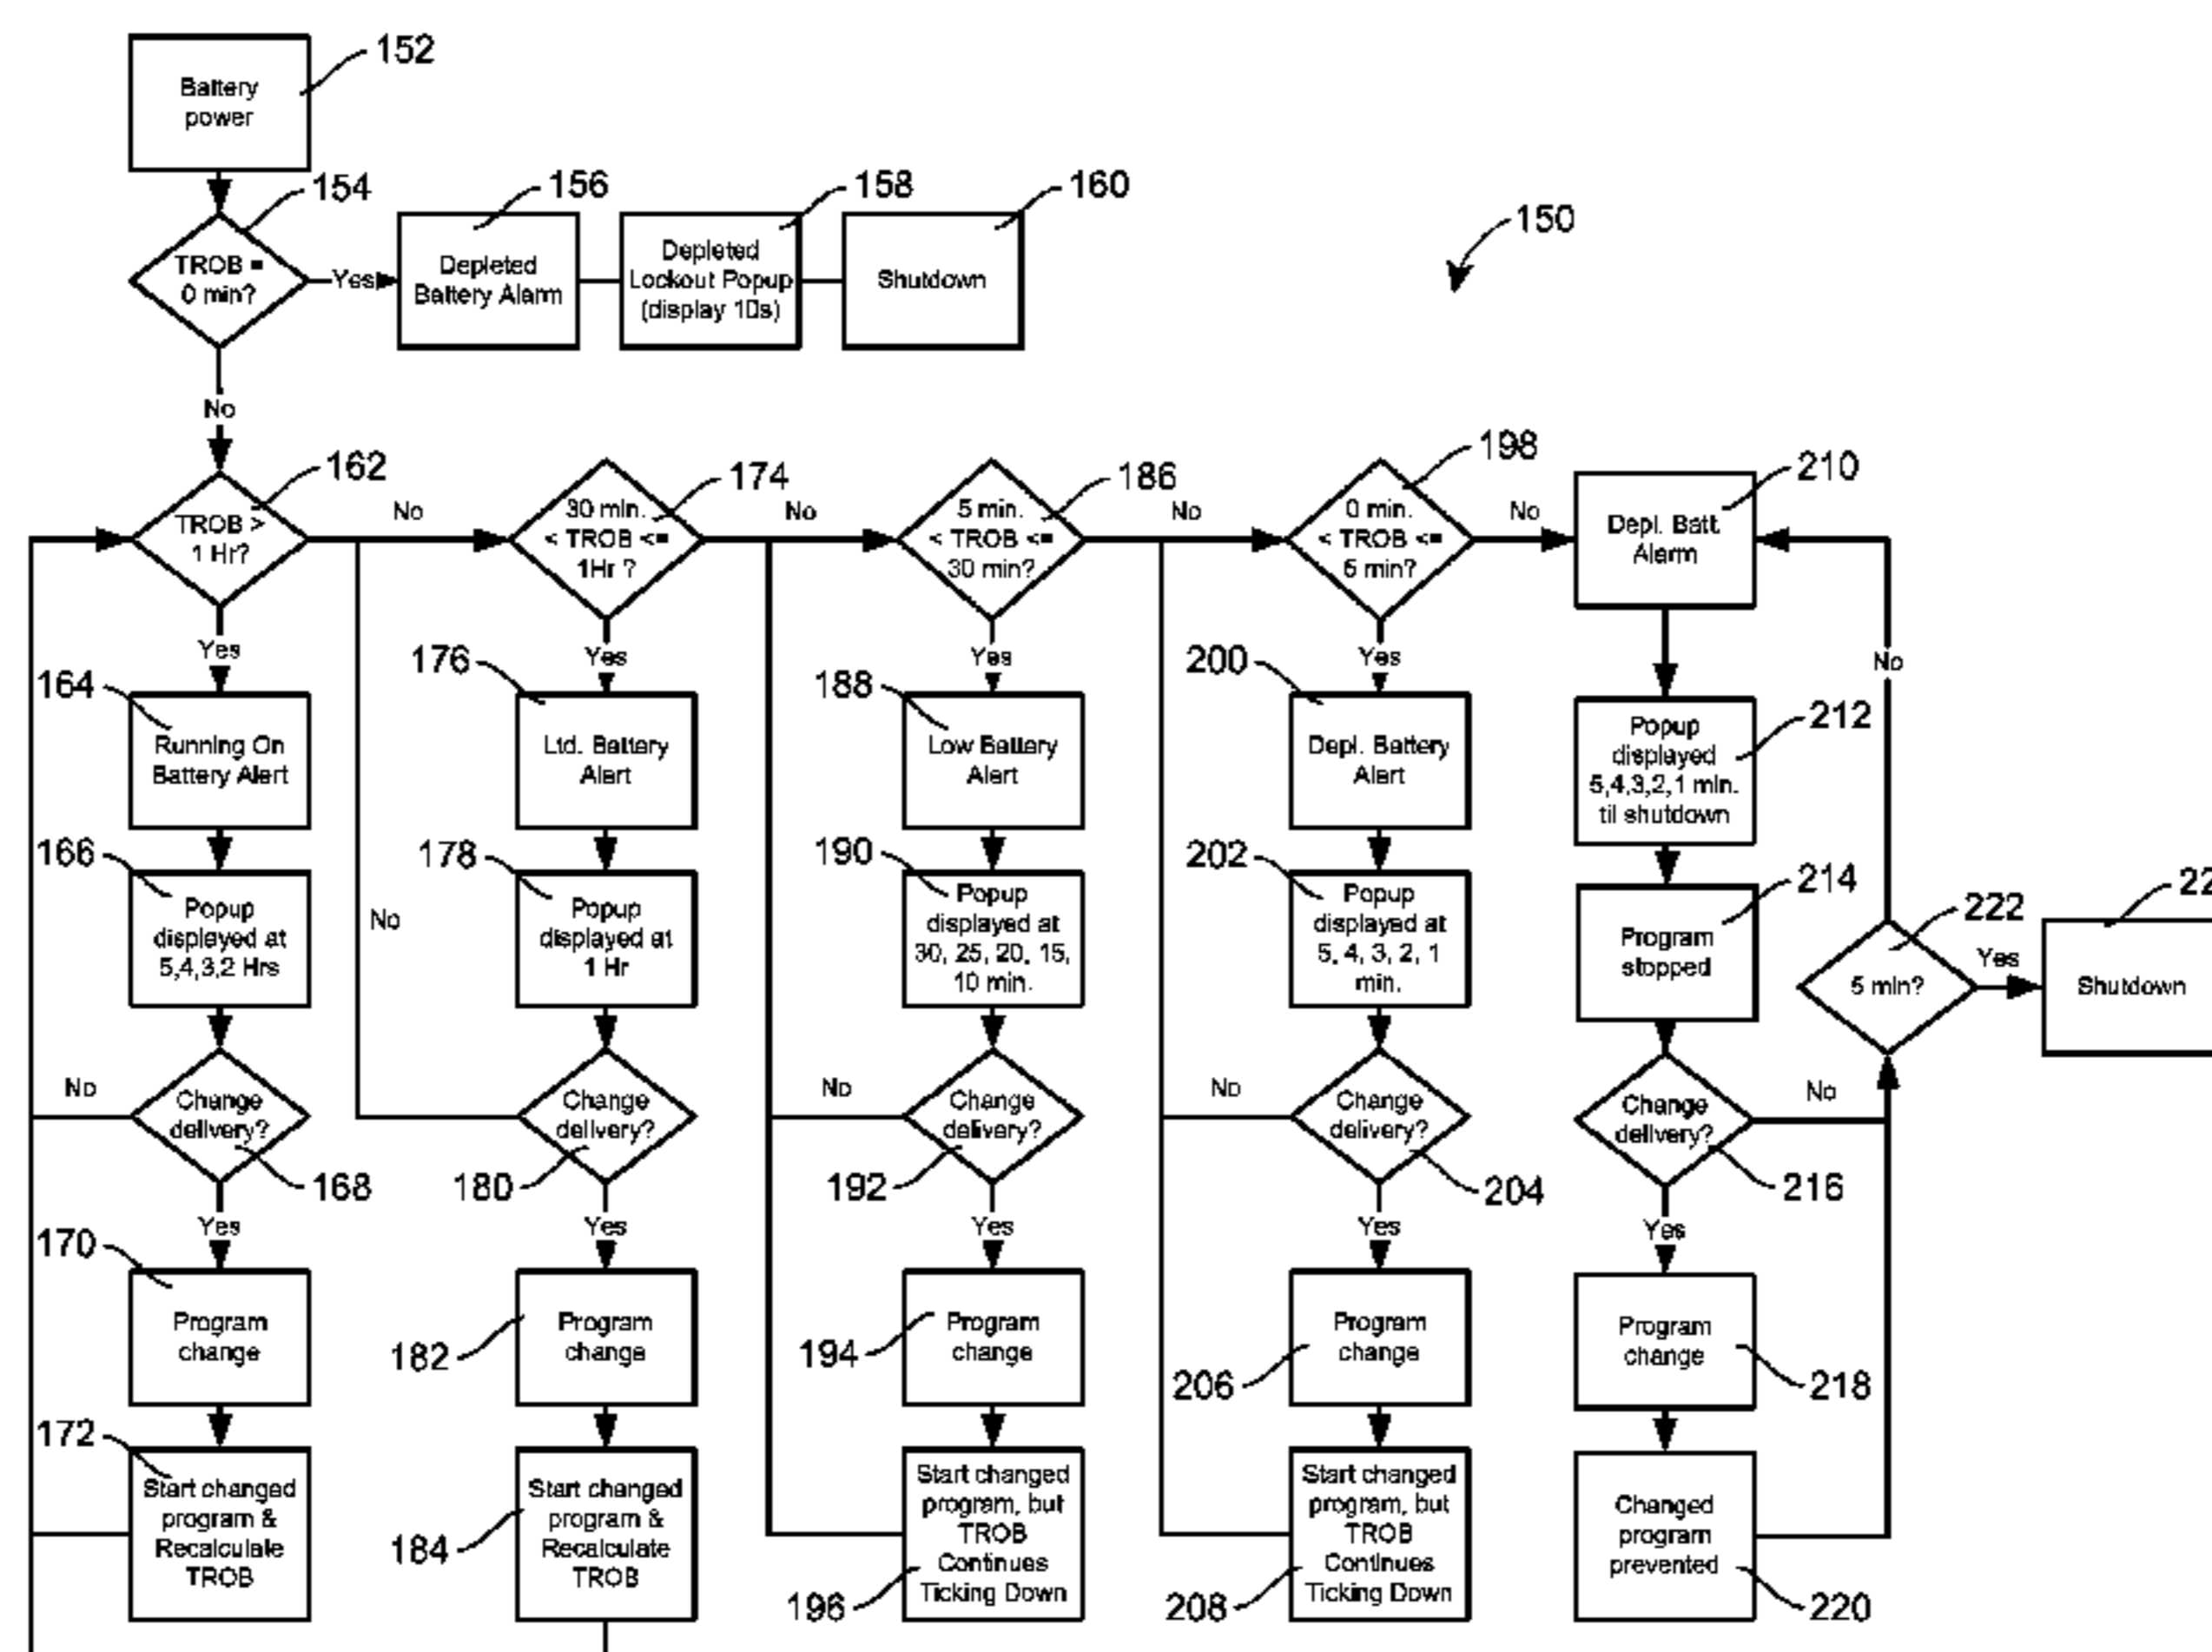 152
Battery
power
154
156
158
160
150
TROB =
0 min?
Yes
Depleted
Battery Alarm
Depleted
Lockout Popup
(display 10s)
Shutdown
No
162
174
186
198
210
TROB >
1 Hr?
No
30 min.
< TROB <=
1Hr ?
No
5 min.
< TROB <=
30 min?
No
0 min.
< TROB <=
5 min?
No
Depl. Batt.
Alarm
Yes
Yes
Yes
Yes
No
164
176
188
200
212
Running On
Battery Alert
Ltd. Battery
Alert
Low Battery
Alert
Depl. Battery
Alert
Popup
displayed
5,4,3,2,1 min.
til shutdown
166
178
190
202
214
222
Popup
displayed at
5,4,3,2 Hrs
No
Popup
displayed at
1 Hr
Popup
displayed at
30, 25, 20, 15,
10 min.
Popup
displayed at
5, 4, 3, 2, 1
min.
Program
stopped
5 min?
Yes
Shutdown
No
Change
delivery?
Change
delivery?
No
Change
delivery?
No
Change
delivery?
Change
delivery?
No
168
180
192
204
216
Yes
Yes
Yes
Yes
Yes
170
182
194
206
218
Program
change
Program
change
Program
change
Program
change
Program
change
172
184
196
208
220
Start changed
program &
Recalculate
TROB
Start changed
program &
Recalculate
TROB
Start changed
program, but
TROB
Continues
Ticking Down
Start changed
program, but
TROB
Continues
Ticking Down
Changed
program
prevented